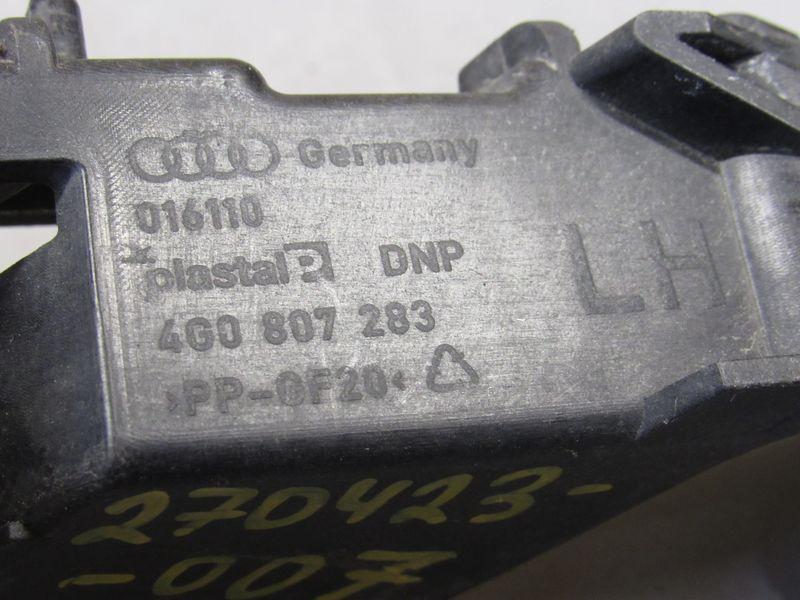 Germany
016110
plastal DNP
LH
4G0 807 283
>PP-GF20<
270423-
-007